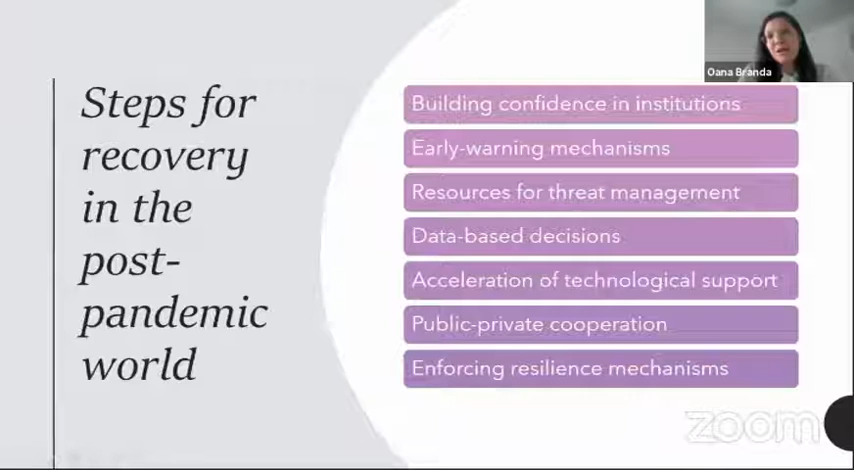 Oana Branda
Steps for
recovery
in the
post-
pandemic
world
Building confidence in institutions
Early-warning mechanisms
Resources for threat management
Data-based decisions
Acceleration of technological support
Public-private cooperation
Enforcing resilience mechanisms
zoom